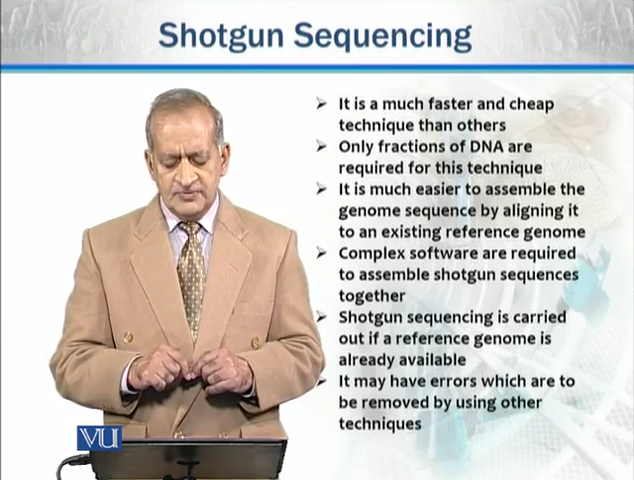 Shotgun Sequencing
➢ It is a much faster and cheap
technique than others
➢ Only fractions of DNA are
required for this technique
➢ It is much easier to assemble the
genome sequence by aligning it
to an existing reference genome
➢ Complex software are required
to assemble shotgun sequences
together
➢ Shotgun sequencing is carried
out if a reference genome is
already available
➢ It may have errors which are to
be removed by using other
techniques
VU